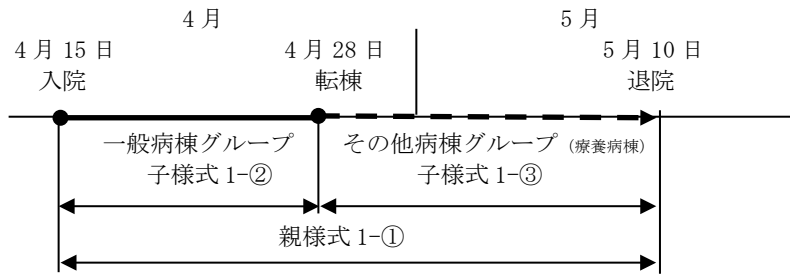 4月 5月
4月15日 4月28日 5月10日
入院 転棟 退院
一般病棟グループ その他病棟グループ（療養病棟）
子様式1-② 子様式1-③
親様式1-①